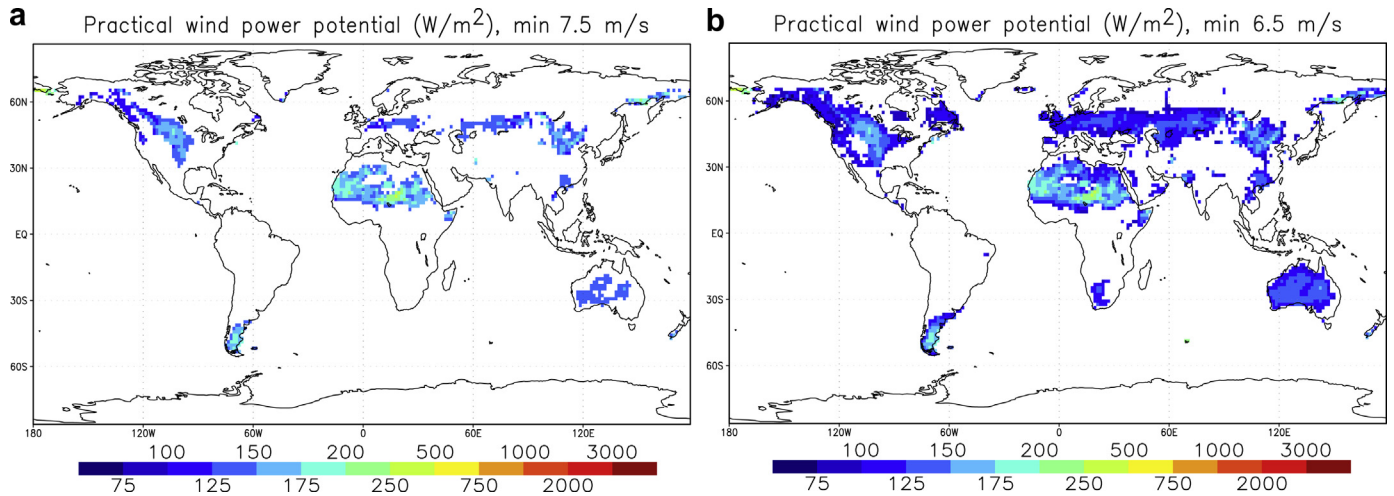 a Practical wind power potential (W/m²), min 7.5 m/s
60N
30N
EQ
30S
60S
180 120W 60W 0 60E 120E
100 150 200 500 1000 3000
75 125 175 250 750 2000
b Practical wind power potential (W/m²), min 6.5 m/s
60N
30N
EQ
30S
60S
180 120W 60W 0 60E 120E
100 150 200 500 1000 3000
75 125 175 250 750 2000